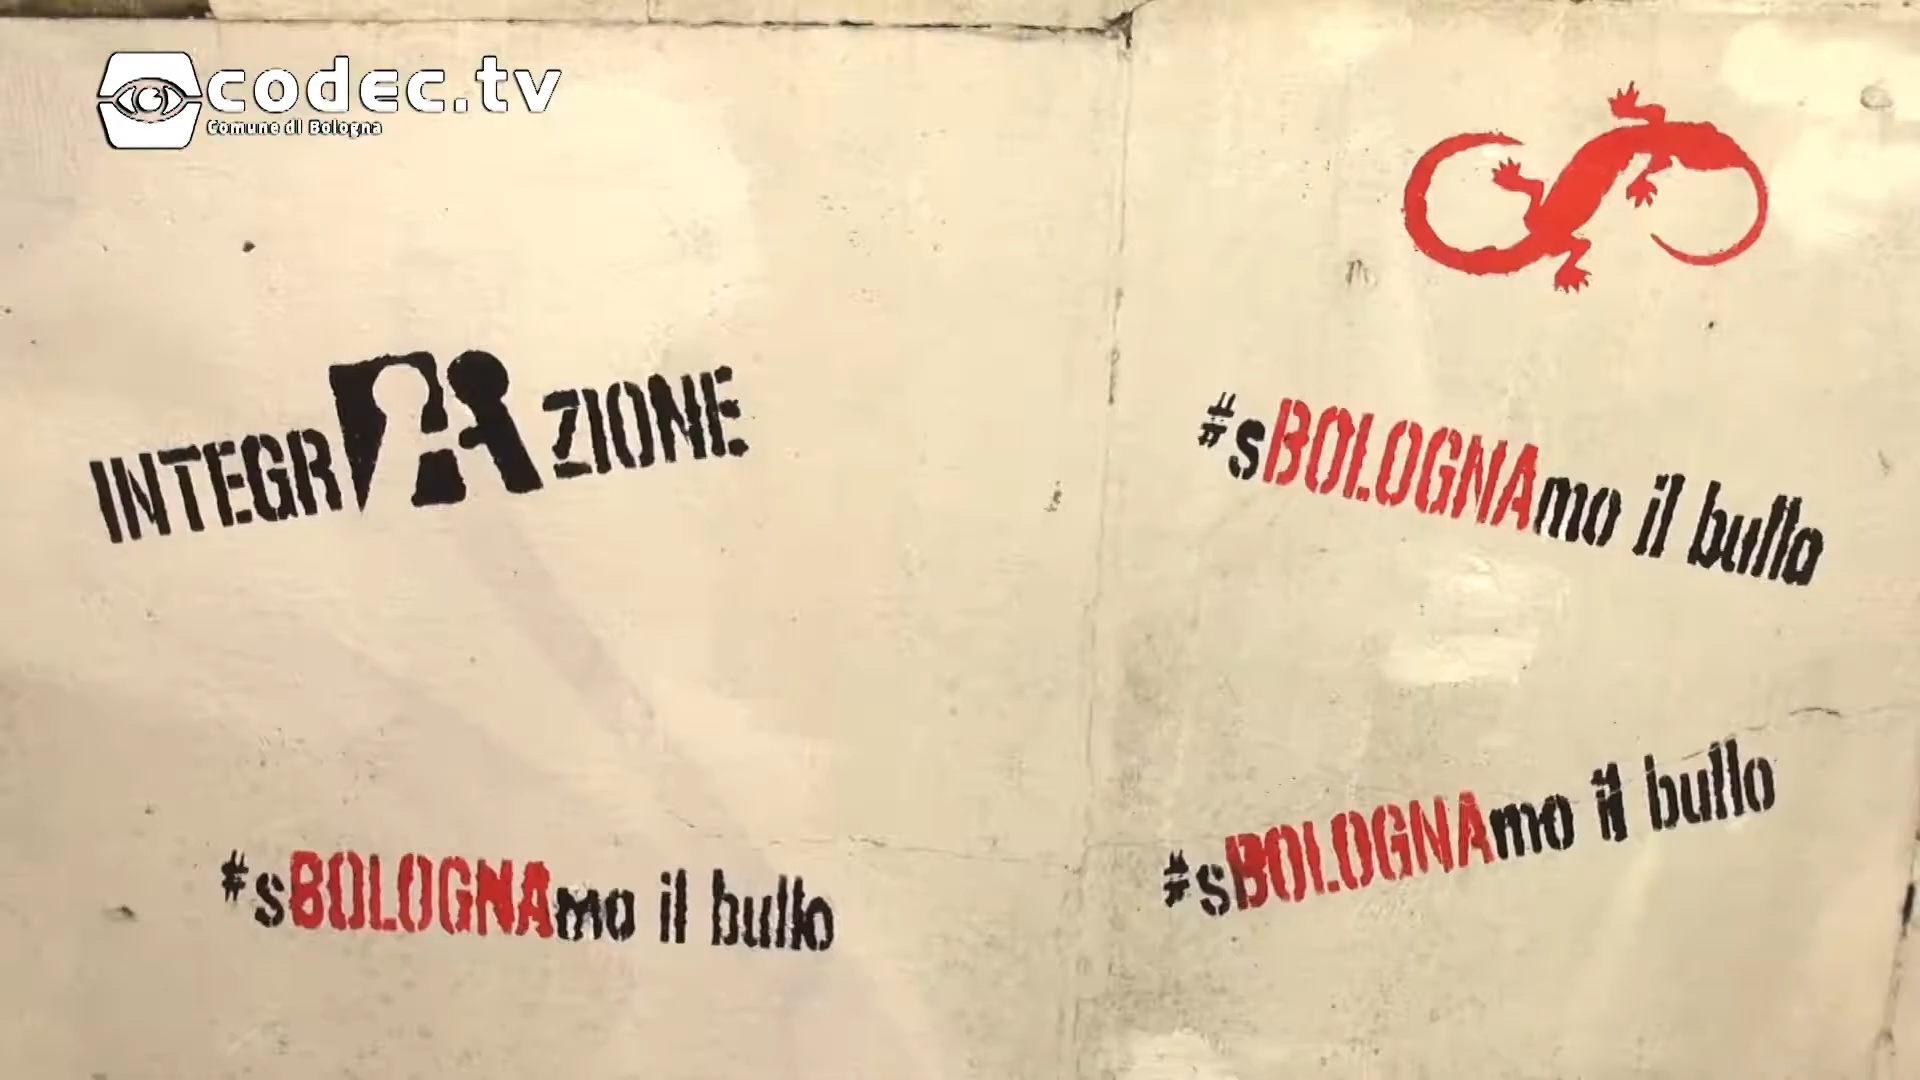 codec.tv
Comune di Bologna
INTEGRAZIONE
#sBOLOGNAmo il bullo
#sBOLOGNAmo il bullo
#sBOLOGNAmo il bullo